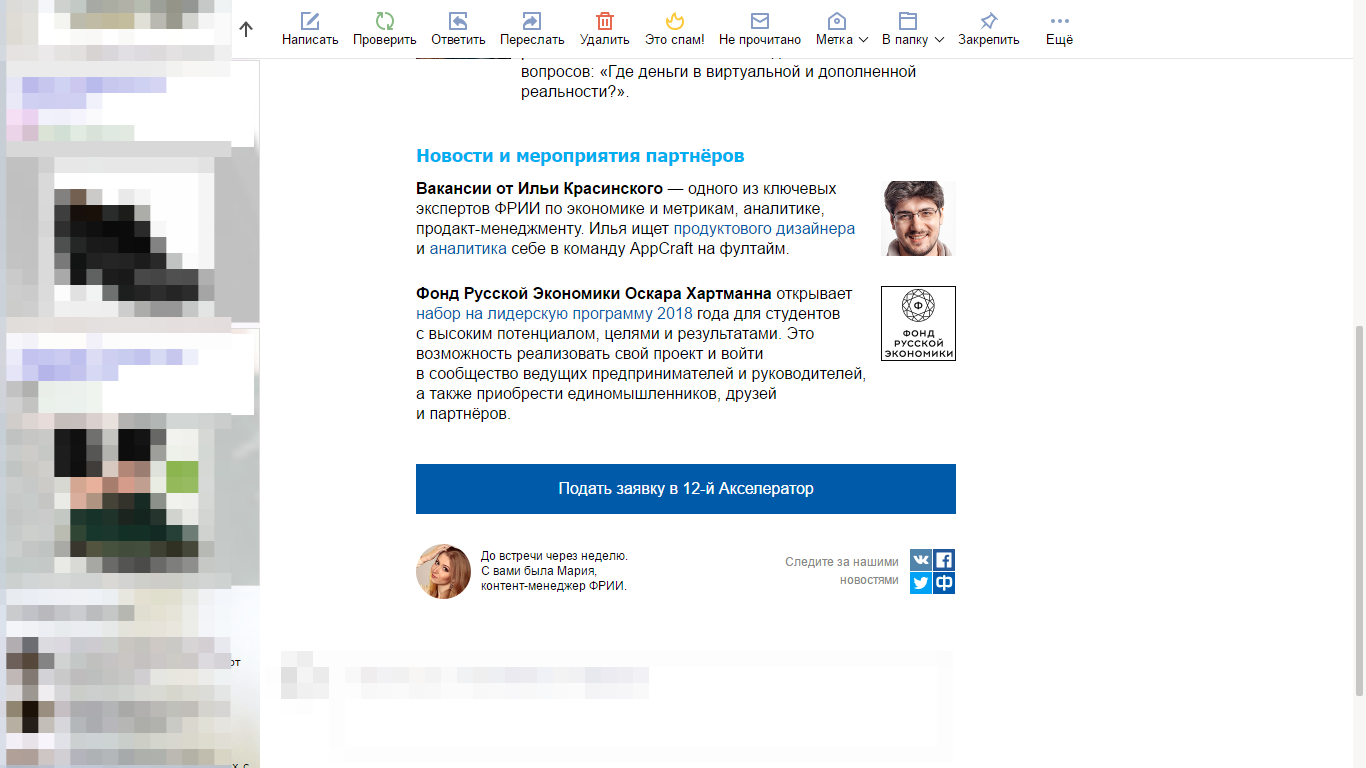 Написать Проверить Ответить Переслать Удалить Это спам! Не прочитано Метка В папку Закрепить Ещё
вопросов: «Где деньги в виртуальной и дополненной
реальности?».
Новости и мероприятия партнёров
Вакансии от Ильи Красинского — одного из ключевых
экспертов ФРИИ по экономике и метрикам, аналитике,
продакт-менеджменту. Илья ищет продуктового дизайнера
и аналитика себе в команду AppCraft на фултайм.
Фонд Русской Экономики Оскара Хартманна открывает
набор на лидерскую программу 2018 года для студентов
с высоким потенциалом, целями и результатами. Это
возможность реализовать свой проект и войти
в сообщество ведущих предпринимателей и руководителей,
а также приобрести единомышленников, друзей
и партнёров.
Ф
ФОНД
РУССКОЙ
ЭКОНОМИКИ
Подать заявку в 12-й Акселератор
До встречи через неделю.
С вами была Мария,
контент-менеджер ФРИИ.
Следите за нашими
новостями